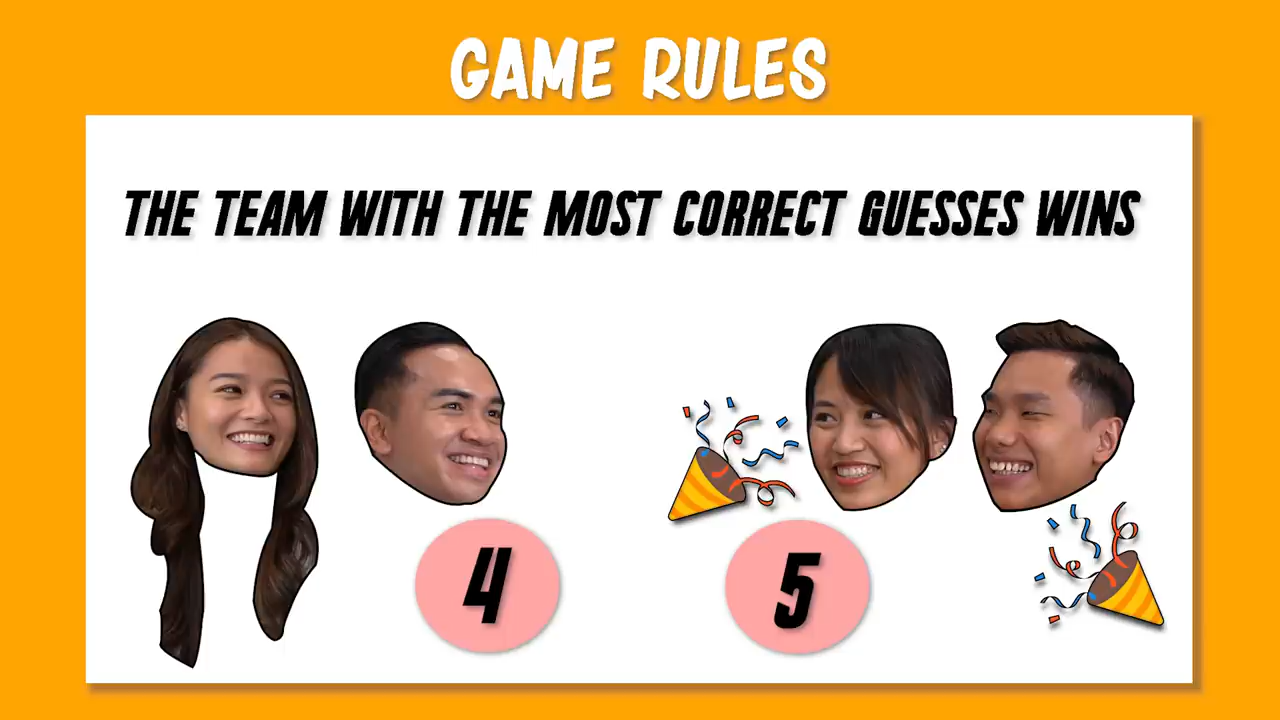 GAME RULES
THE TEAM WITH THE MOST CORRECT GUESSES WINS
4
5